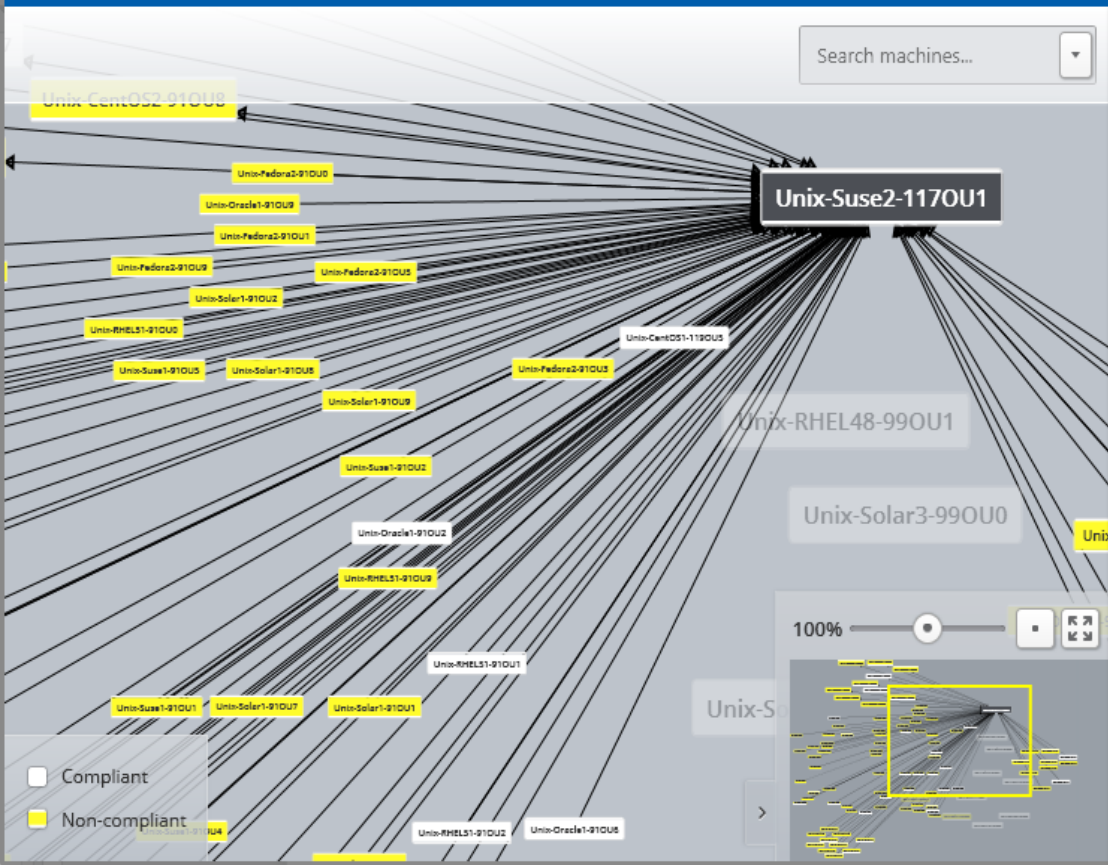 Search machines...
Unix-CentOS2-91OU8
Unix-Fedora2-91OU0
Unix-Suse2-117OU1
Unix-Oracle1-91OU9
Unix-Fedora2-91OU1
Unix-Fedora2-91OU9
Unix-Fedora2-91OU5
Unix-Solar1-91OU2
Unix-RHEL51-91OU0
Unix-CentOS1-119OU5
Unix-Suse1-91OU5
Unix-Solar1-91OU8
Unix-Fedora2-91OU3
Unix-Solar1-91OU9
Unix-RHEL48-99OU1
Unix-Suse1-91OU2
Unix-Solar3-99OU0
Unix-Oracle1-91OU2
Unix-RHEL51-91OU9
100%
Unix-RHEL51-91OU1
Unix-Suse1-91OU1
Unix-Solar1-91OU7
Unix-Solar1-91OU1
Compliant
Non-compliant
Unix-Suse1-91OU4
Unix-RHEL51-91OU2
Unix-Oracle1-91OU6